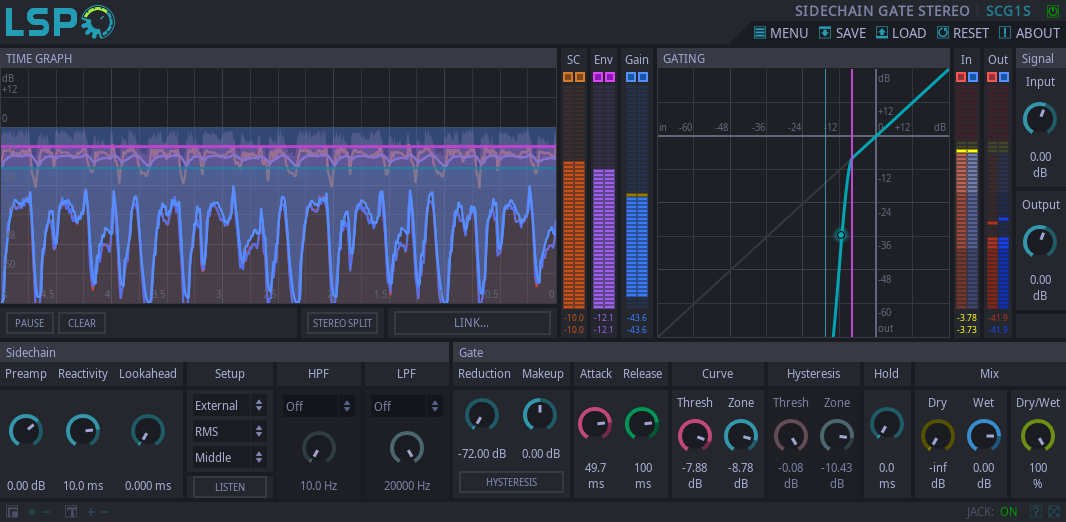 LSP
SIDECHAIN GATE STEREO SCG1S
MENU SAVE LOAD RESET ABOUT
TIME GRAPH
SC Env Gain
GATING
In Out
Signal
dB
+12
0
-10.0 -12.1 -43.6
-10.0 -12.1 -43.6
4.5 4 3.5 3 2.5 2 1.5 0.5 0
dB
+12
in -60 -48 -36 -24 -12 0 +12 dB
-12
-24
-36
-48
-60
out
-3.78 -41.9
-3.73 -41.9
Input
0.00
dB
Output
0.00
dB
PAUSE CLEAR STEREO SPLIT LINK...
Sidechain
Preamp Reactivity Lookahead
0.00 dB 10.0 ms 0.000 ms
Setup
External
RMS
Middle
LISTEN
HPF
Off
10.0 Hz
LPF
Off
20000 Hz
Gate
Reduction Makeup
-72.00 dB 0.00 dB
HYSTERESIS
Attack Release
49.7 100
ms ms
Curve
Thresh Zone
-7.88 -8.78
dB dB
Hysteresis
Thresh Zone
-0.08 -10.43
dB dB
Hold
0.0
ms
Mix
Dry Wet Dry/Wet
-inf 0.00 100
dB dB %
JACK: ON